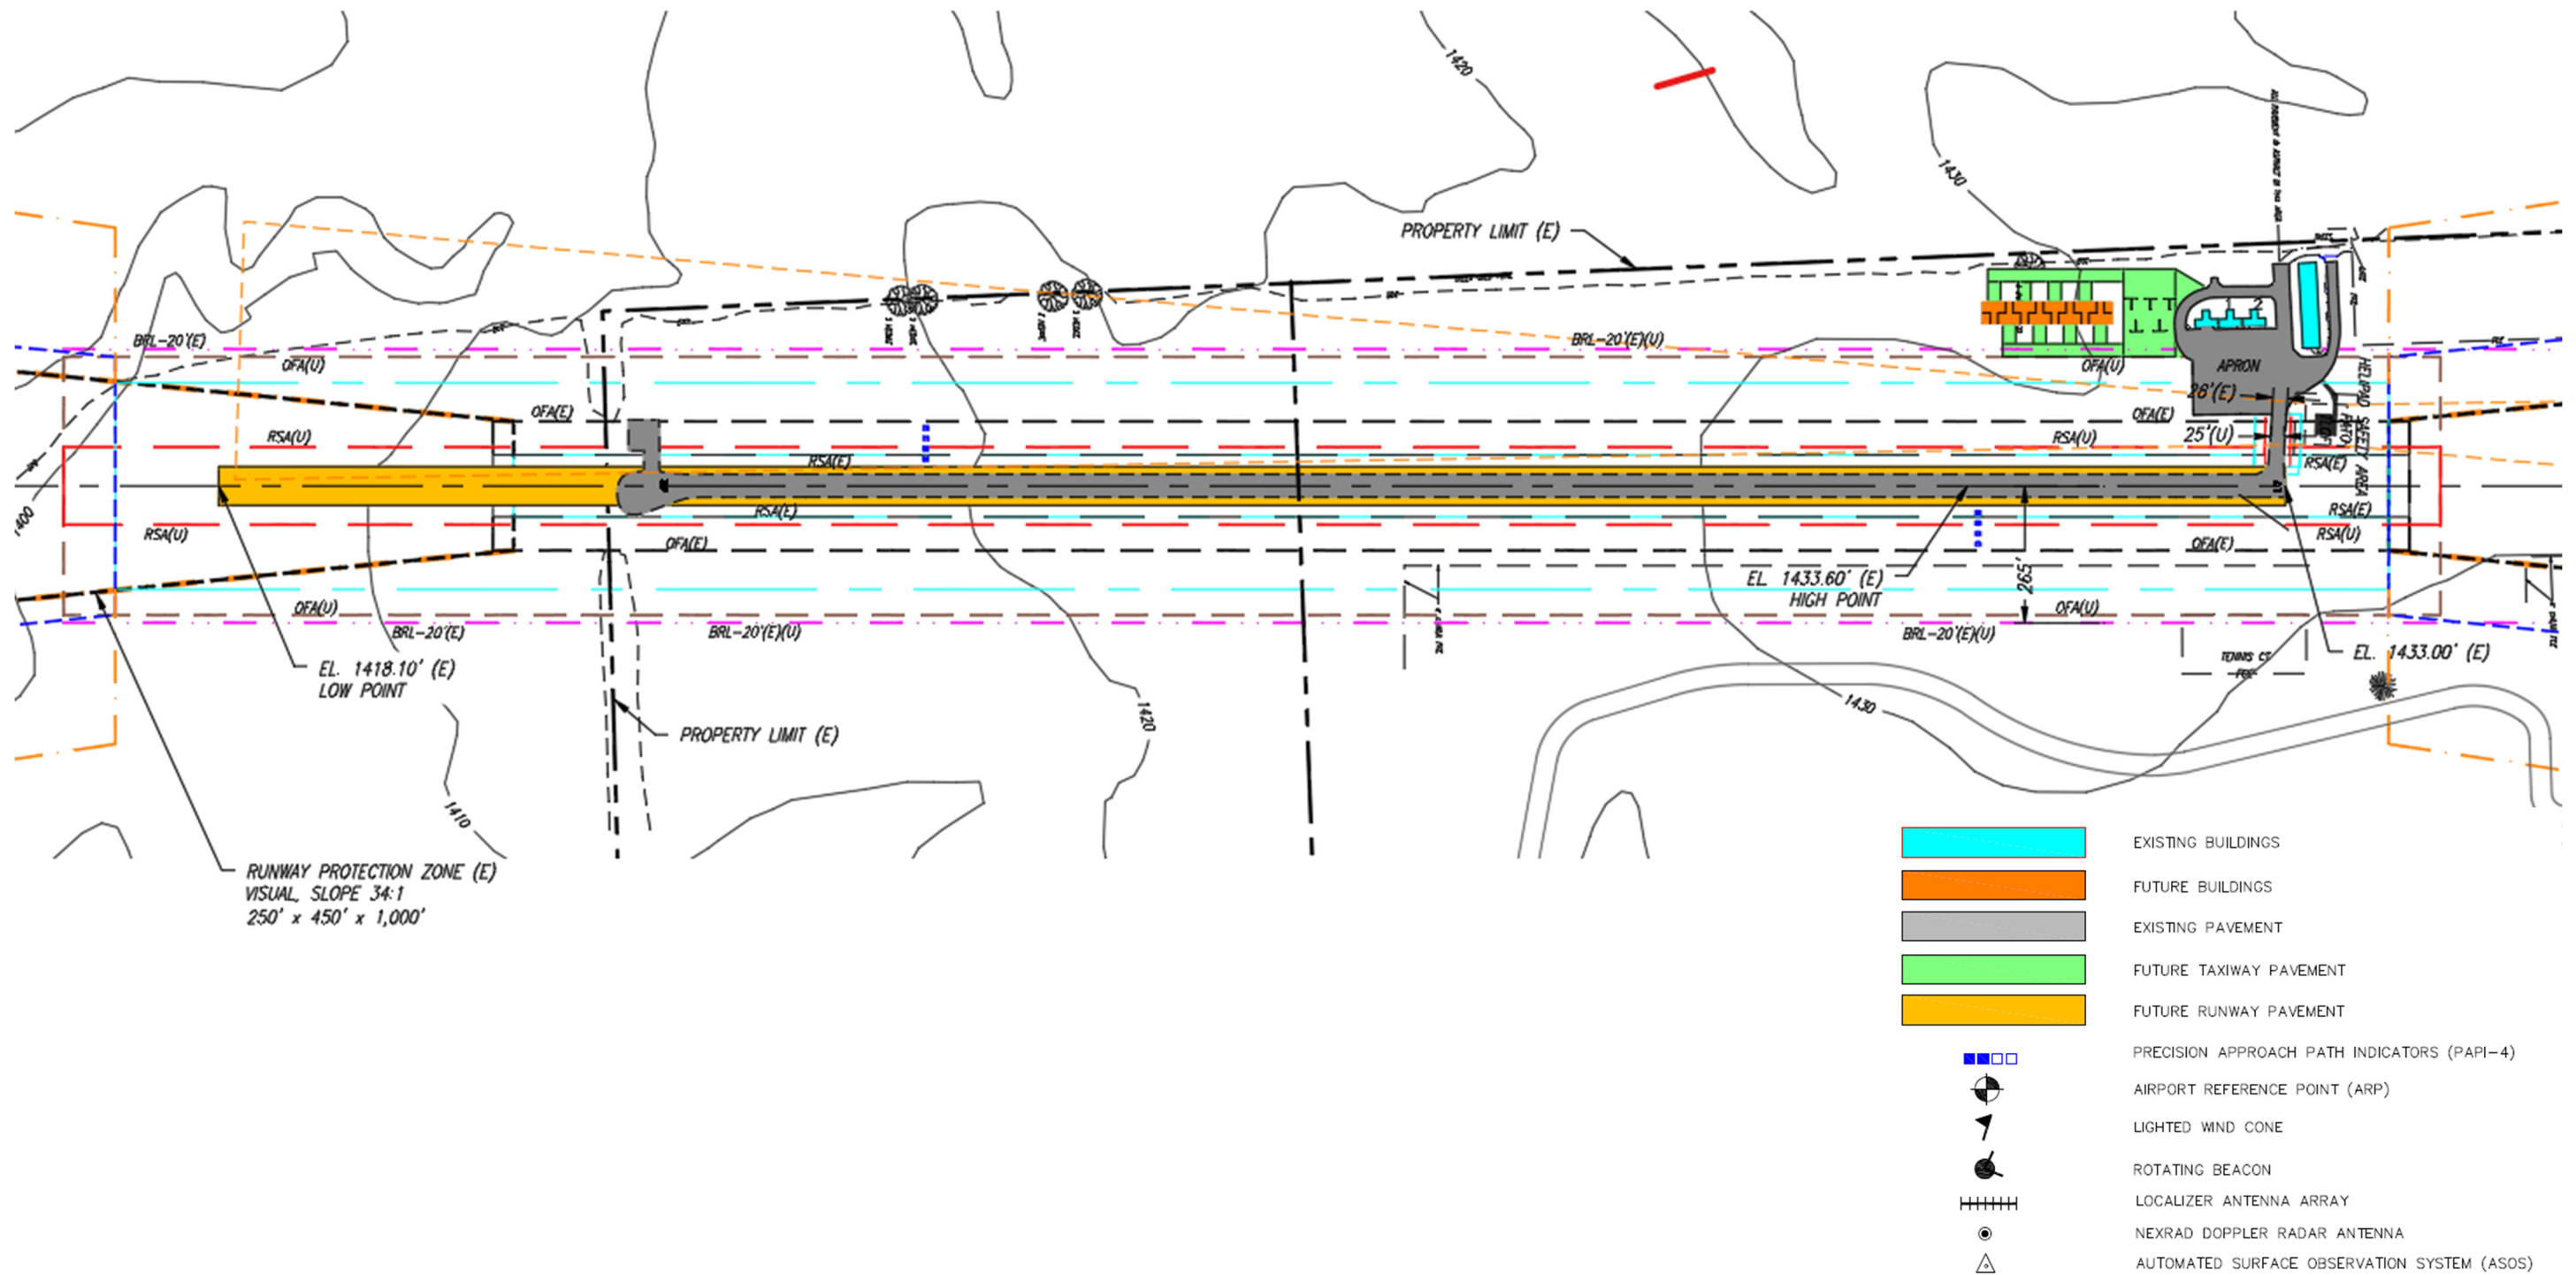 1420
1430
PROPERTY LIMIT (E)
1 2
BRL-20'(E)
BRL-20'(E)(U)
OFA(U)
OFA(U)
APRON
HELIPAD SAFETY AREA
26'(E)
OFA(E)
OFA(E)
FATO
25'(U)
RSA(U)
RSA(U)
RSA(E)
RSA(E)
1400
RSA(E)
RSA(E)
RSA(U)
RSA(U)
OFA(E)
OFA(E)
EL. 1433.60' (E)
HIGH POINT
265'
OFA(U)
OFA(U)
BRL-20'(E)
BRL-20'(E)(U)
BRL-20'(E)(U)
EL. 1433.00' (E)
TENNIS CT
EL. 1418.10' (E)
LOW POINT
1420
1430
PROPERTY LIMIT (E)
1410
RUNWAY PROTECTION ZONE (E)
VISUAL, SLOPE 34:1
250' x 450' x 1,000'
EXISTING BUILDINGS
FUTURE BUILDINGS
EXISTING PAVEMENT
FUTURE TAXIWAY PAVEMENT
FUTURE RUNWAY PAVEMENT
PRECISION APPROACH PATH INDICATORS (PAPI-4)
AIRPORT REFERENCE POINT (ARP)
LIGHTED WIND CONE
ROTATING BEACON
LOCALIZER ANTENNA ARRAY
NEXRAD DOPPLER RADAR ANTENNA
AUTOMATED SURFACE OBSERVATION SYSTEM (ASOS)